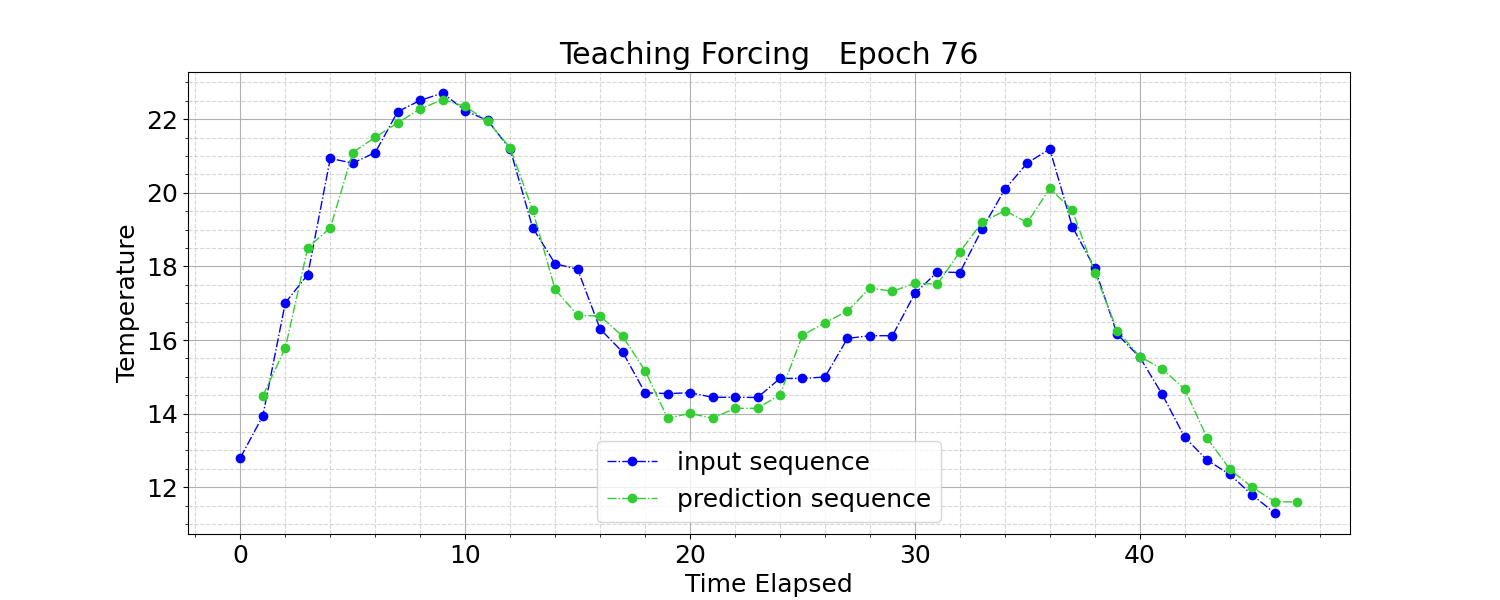 Teaching Forcing   Epoch 76
Temperature
22
20
18
16
14
12
input sequence
prediction sequence
0 10 20 30 40
Time Elapsed